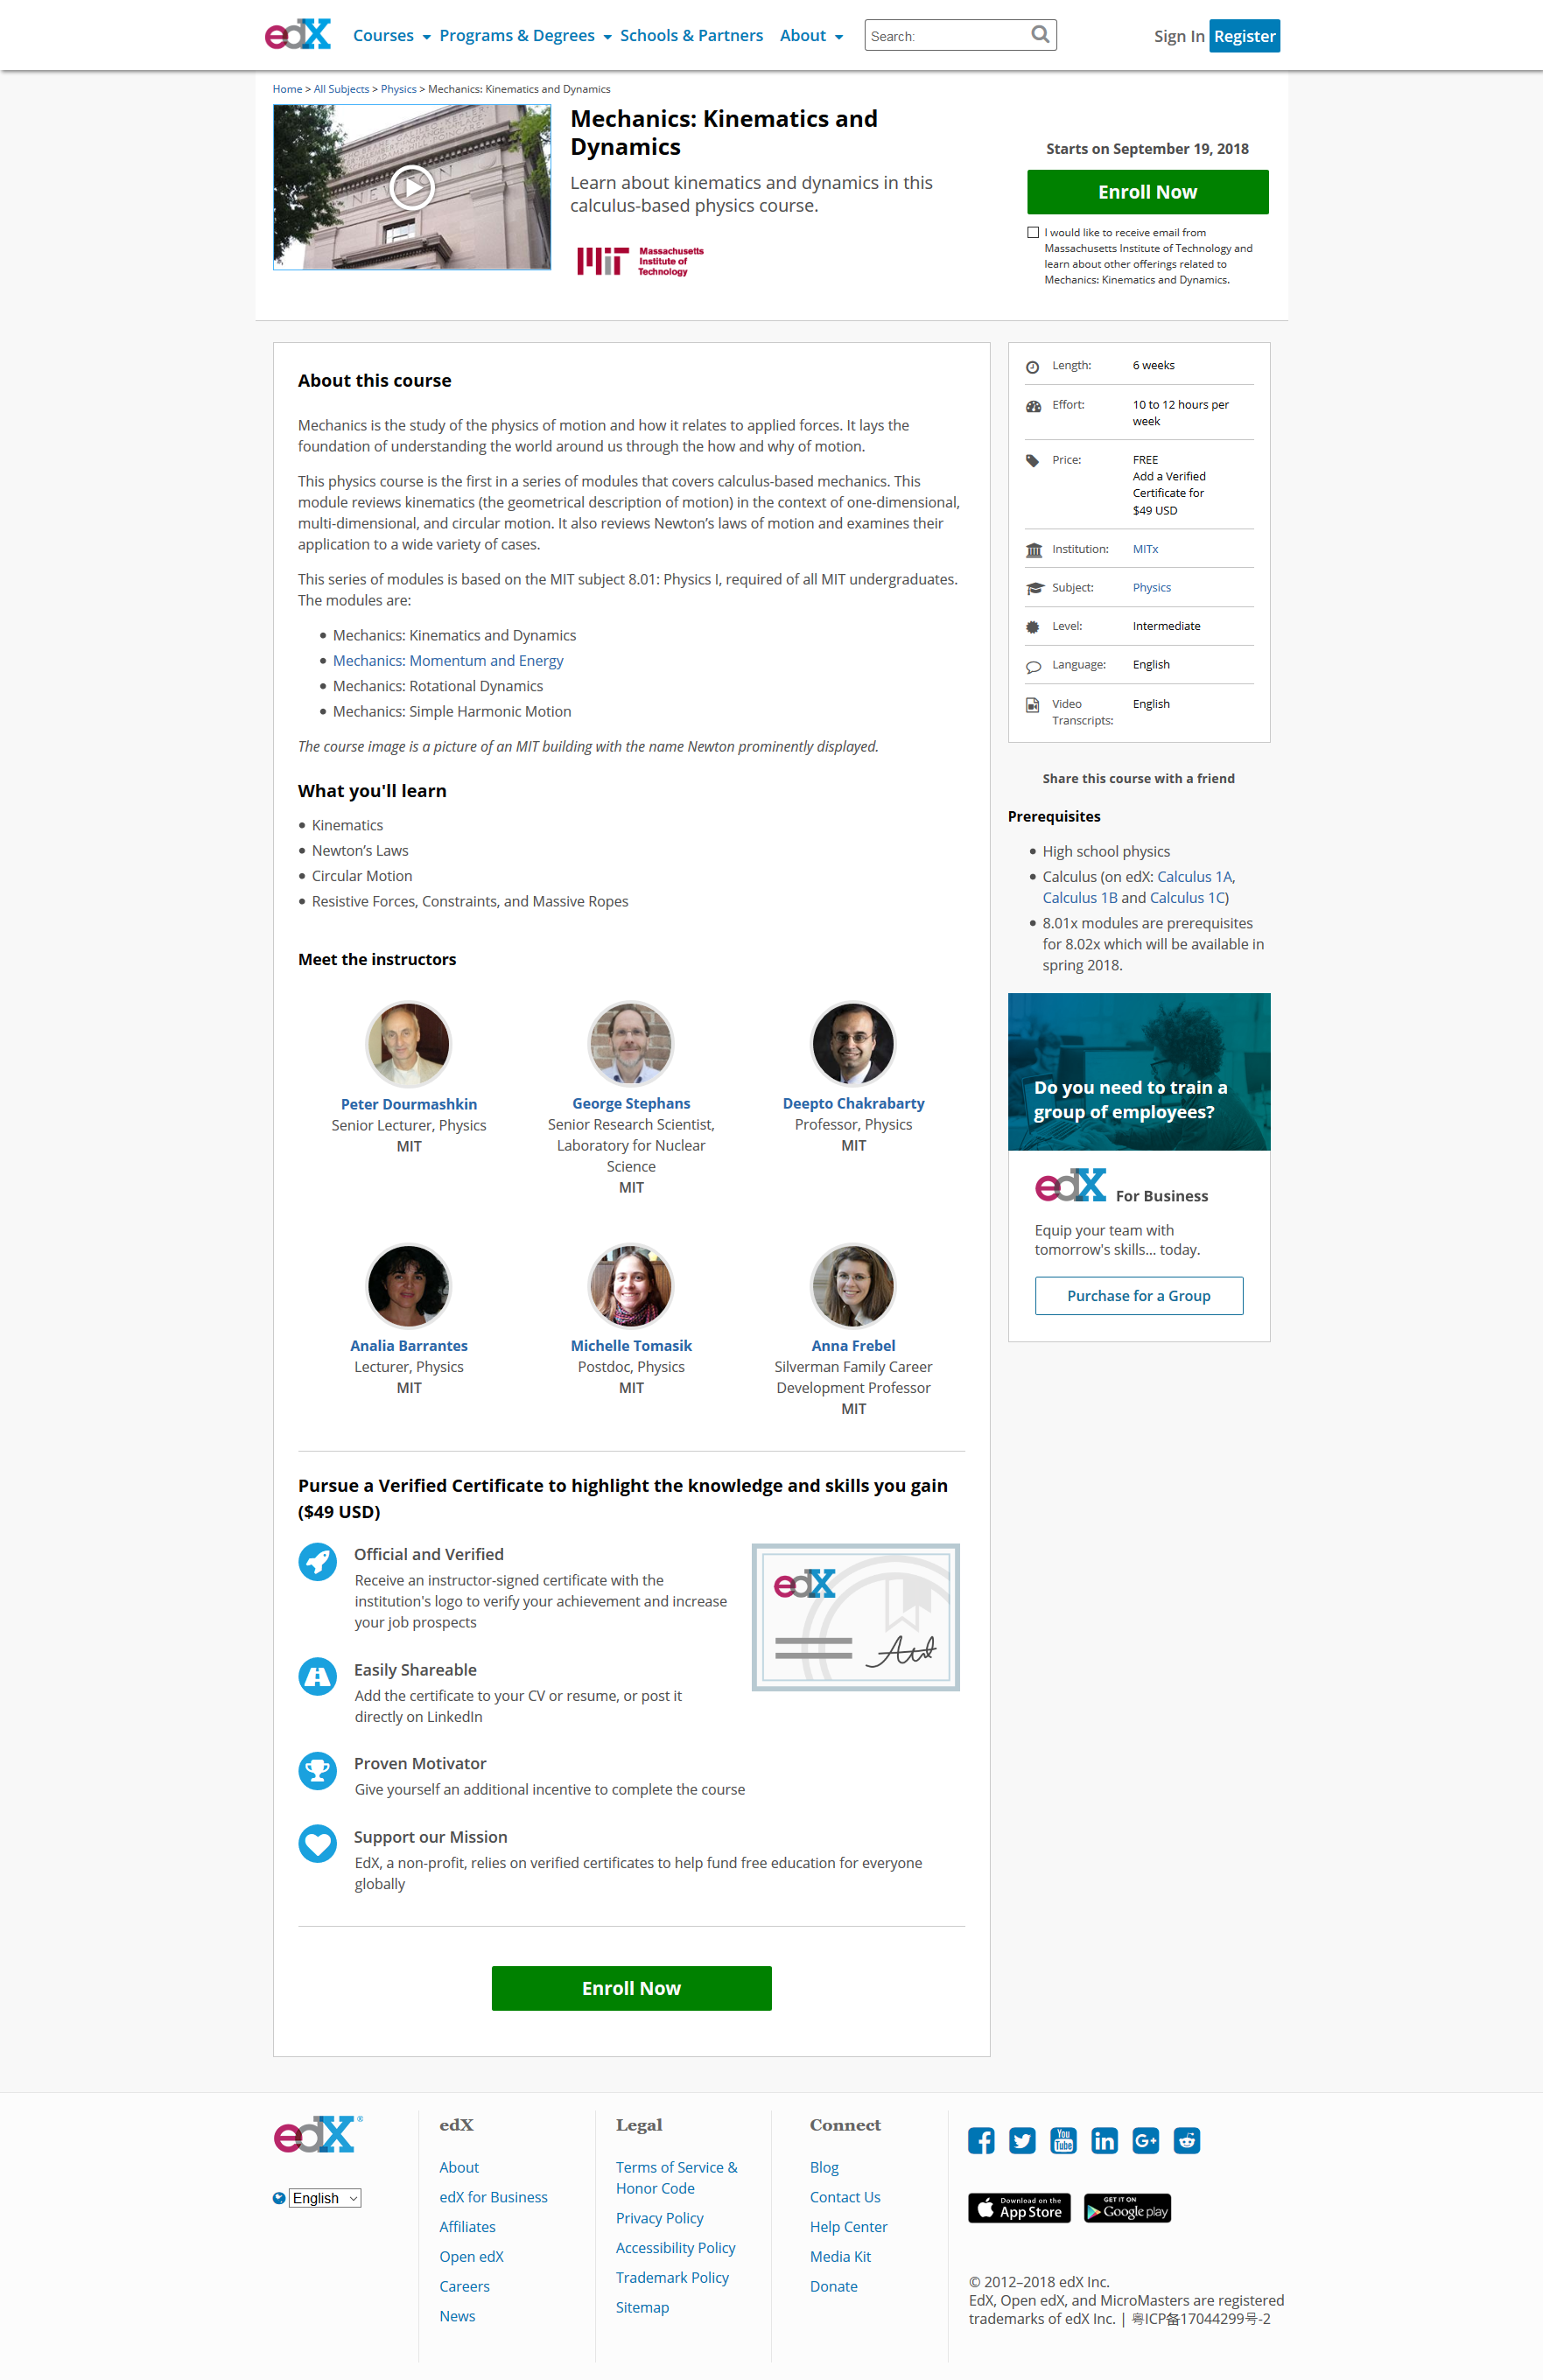 edX
Courses
Programs & Degrees
Schools & Partners
About
Search:
Sign In
Register
Home > All Subjects > Physics > Mechanics: Kinematics and Dynamics
NEWTON
Mechanics: Kinematics and
Dynamics
Learn about kinematics and dynamics in this
calculus-based physics course.
MIT
Massachusetts
Institute of
Technology
Starts on September 19, 2018
Enroll Now
I would like to receive email from
Massachusetts Institute of Technology and
learn about other offerings related to
Mechanics: Kinematics and Dynamics.
About this course
Mechanics is the study of the physics of motion and how it relates to applied forces. It lays the
foundation of understanding the world around us through the how and why of motion.
This physics course is the first in a series of modules that covers calculus-based mechanics. This
module reviews kinematics (the geometrical description of motion) in the context of one-dimensional,
multi-dimensional, and circular motion. It also reviews Newton’s laws of motion and examines their
application to a wide variety of cases.
This series of modules is based on the MIT subject 8.01: Physics I, required of all MIT undergraduates.
The modules are:
Mechanics: Kinematics and Dynamics
Mechanics: Momentum and Energy
Mechanics: Rotational Dynamics
Mechanics: Simple Harmonic Motion
The course image is a picture of an MIT building with the name Newton prominently displayed.
What you'll learn
Kinematics
Newton’s Laws
Circular Motion
Resistive Forces, Constraints, and Massive Ropes
Meet the instructors
Peter Dourmashkin
Senior Lecturer, Physics
MIT
George Stephans
Senior Research Scientist,
Laboratory for Nuclear
Science
MIT
Deepto Chakrabarty
Professor, Physics
MIT
Analia Barrantes
Lecturer, Physics
MIT
Michelle Tomasik
Postdoc, Physics
MIT
Anna Frebel
Silverman Family Career
Development Professor
MIT
Pursue a Verified Certificate to highlight the knowledge and skills you gain
($49 USD)
Official and Verified
Receive an instructor-signed certificate with the
institution's logo to verify your achievement and increase
your job prospects
edX
Easily Shareable
Add the certificate to your CV or resume, or post it
directly on LinkedIn
Proven Motivator
Give yourself an additional incentive to complete the course
Support our Mission
EdX, a non-profit, relies on verified certificates to help fund free education for everyone
globally
Enroll Now
Length: 6 weeks
Effort: 10 to 12 hours per
week
Price: FREE
Add a Verified
Certificate for
$49 USD
Institution: MITx
Subject: Physics
Level: Intermediate
Language: English
Video English
Transcripts:
Share this course with a friend
Prerequisites
High school physics
Calculus (on edX: Calculus 1A,
Calculus 1B and Calculus 1C)
8.01x modules are prerequisites
for 8.02x which will be available in
spring 2018.
Do you need to train a
group of employees?
edX For Business
Equip your team with
tomorrow's skills... today.
Purchase for a Group
edX®
English
edX
About
edX for Business
Affiliates
Open edX
Careers
News
Legal
Terms of Service &
Honor Code
Privacy Policy
Accessibility Policy
Trademark Policy
Sitemap
Connect
Blog
Contact Us
Help Center
Media Kit
Donate
You
Tube
in
G+
Download on the
App Store
GET IT ON
Google play
© 2012–2018 edX Inc.
EdX, Open edX, and MicroMasters are registered
trademarks of edX Inc. | 粤ICP备17044299号-2